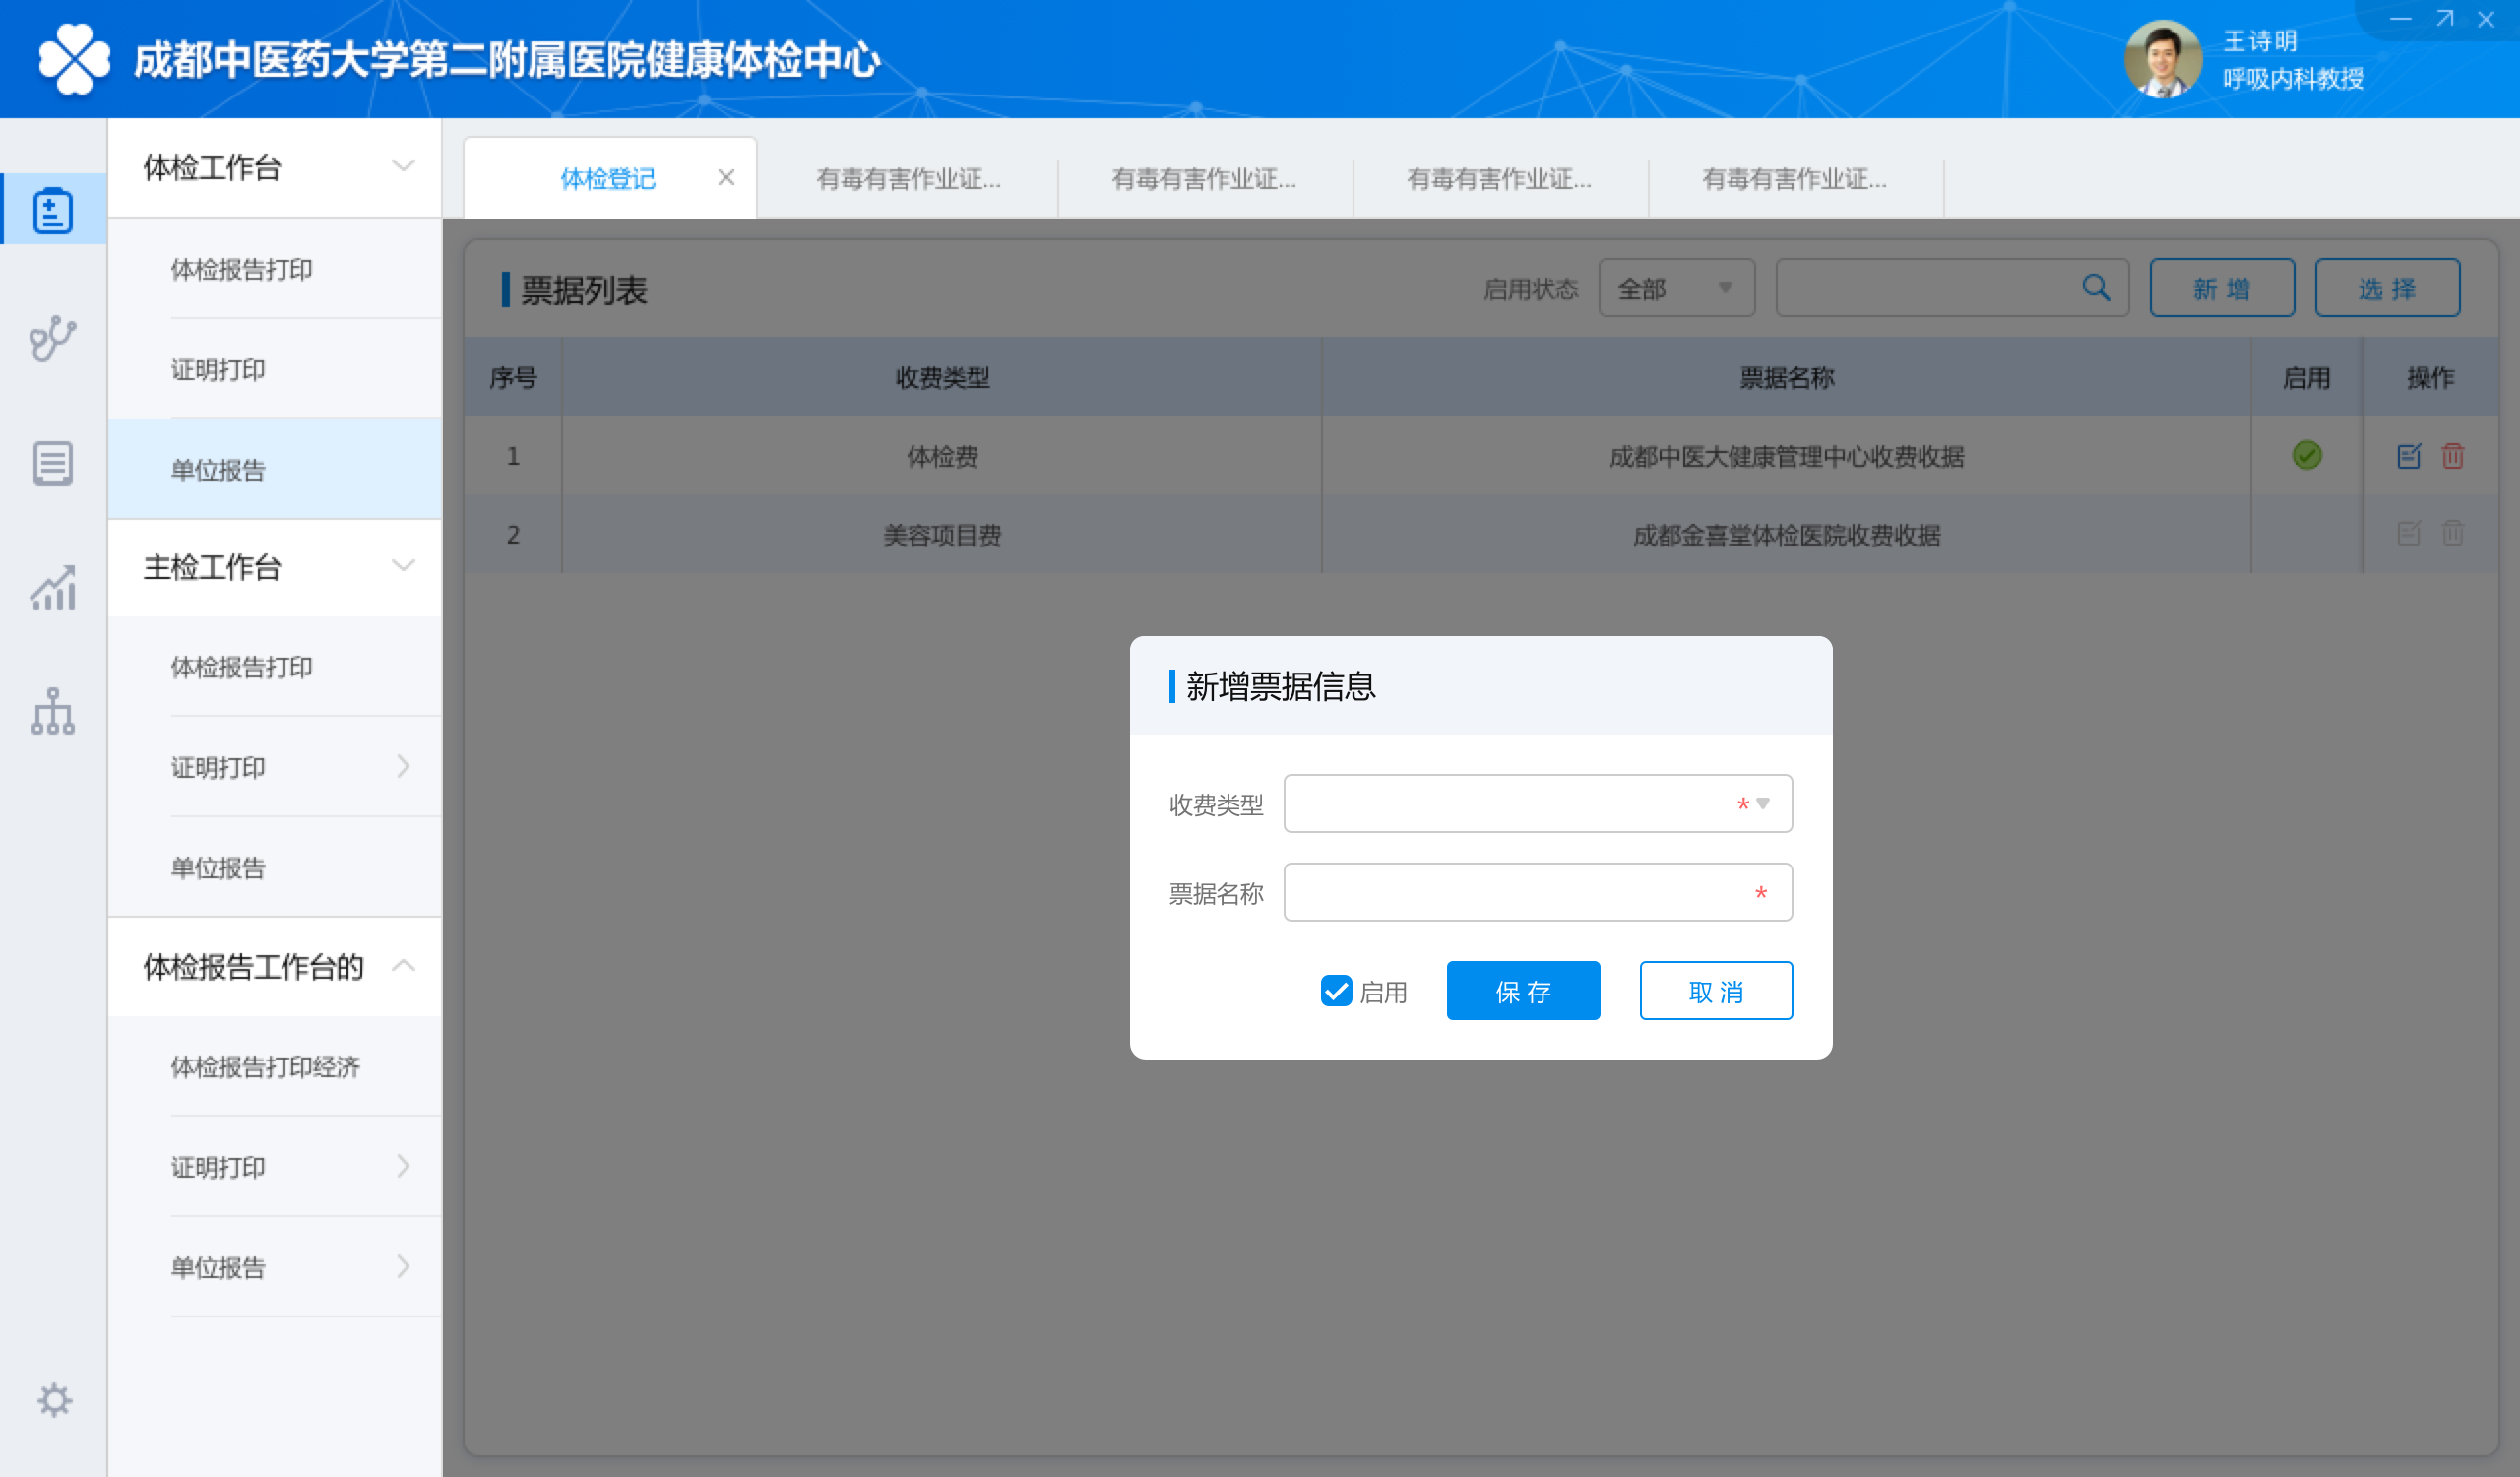 成都中医药大学第二附属医院健康体检中心
王诗明
呼吸内科教授
体检工作台
体检报告打印
证明打印
单位报告
主检工作台
体检报告打印
证明打印
单位报告
体检报告工作台的
体检报告打印经济
证明打印
单位报告
体检登记
有毒有害作业证...
有毒有害作业证...
有毒有害作业证...
有毒有害作业证...
票据列表
启用状态 全部
新 增
选 择
序号 收费类型 票据名称 启用 操作
1 体检费 成都中医大健康管理中心收费收据
2 美容项目费 成都金喜堂体检医院收费收据
新增票据信息
收费类型 *
票据名称 *
启用
保 存
取 消